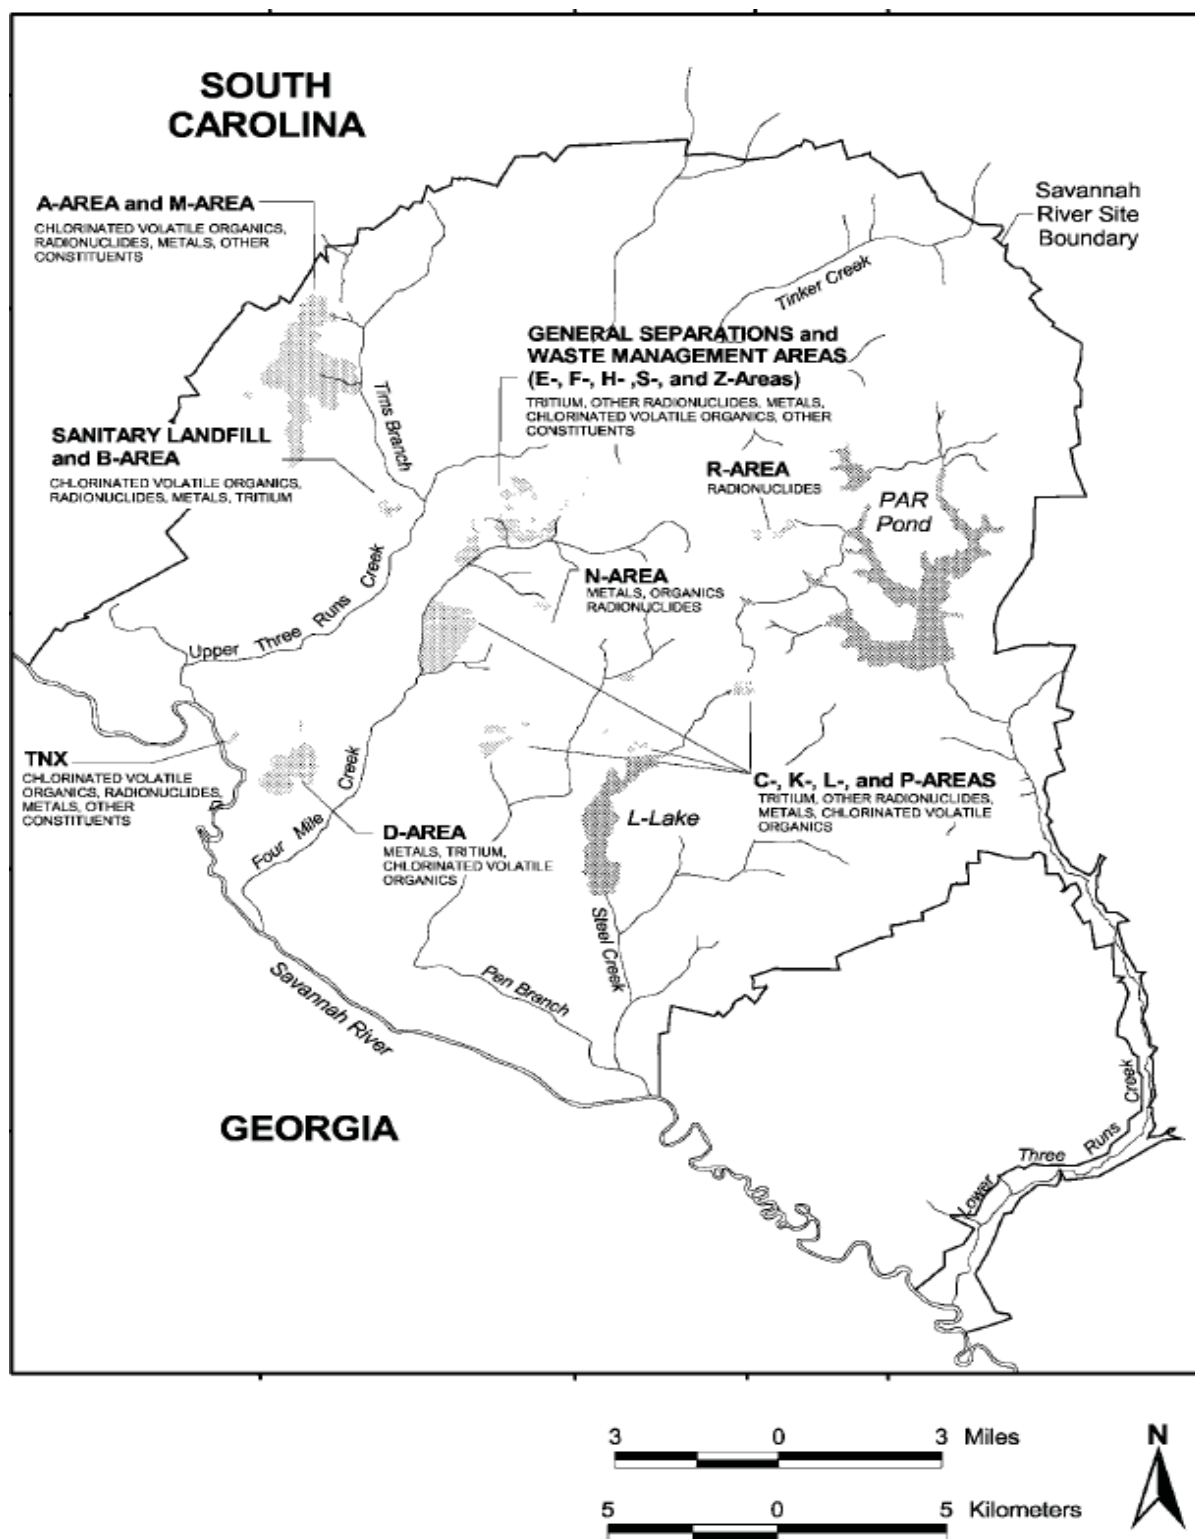 SOUTH
CAROLINA
A-AREA and M-AREA
CHLORINATED VOLATILE ORGANICS,
RADIONUCLIDES, METALS, OTHER
CONSTITUENTS
Savannah
River Site
Boundary
Tinker Creek
GENERAL SEPARATIONS and
WASTE MANAGEMENT AREAS
(E-, F-, H- ,S-, and Z-Areas)
TRITIUM, OTHER RADIONUCLIDES, METALS,
CHLORINATED VOLATILE ORGANICS, OTHER
CONSTITUENTS
Tims Branch
SANITARY LANDFILL
and B-AREA
CHLORINATED VOLATILE ORGANICS,
RADIONUCLIDES, METALS, TRITIUM
R-AREA
RADIONUCLIDES
PAR
Pond
N-AREA
METALS, ORGANICS
RADIONUCLIDES
Upper Three Runs Creek
TNX
CHLORINATED VOLATILE
ORGANICS, RADIONUCLIDES,
METALS, OTHER
CONSTITUENTS
Four Mile Creek
D-AREA
METALS, TRITIUM,
CHLORINATED VOLATILE
ORGANICS
L-Lake
C-, K-, L-, and P-AREAS
TRITIUM, OTHER RADIONUCLIDES,
METALS, CHLORINATED VOLATILE
ORGANICS
Steel Creek
Pen Branch
Savannah River
GEORGIA
Lower Three Runs Creek
3 0 3 Miles
5 0 5 Kilometers
N